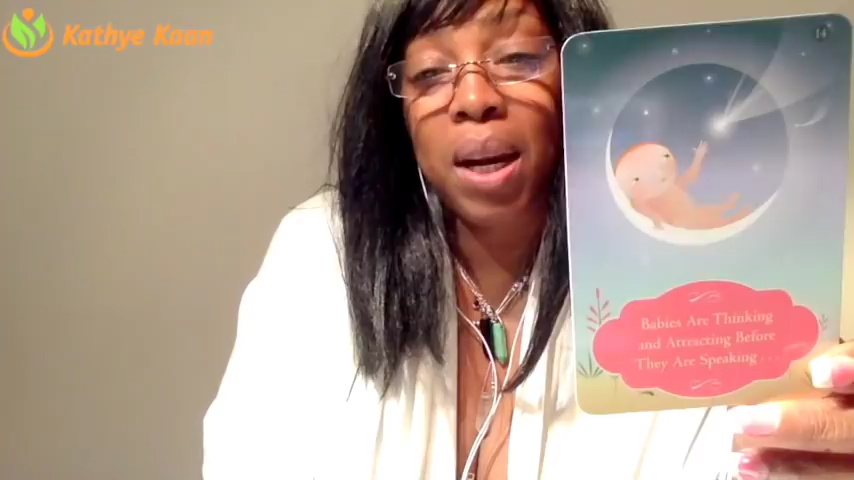 Kathye Kaan
14
Babies Are Thinking
and Attracting Before
They Are Speaking . . .